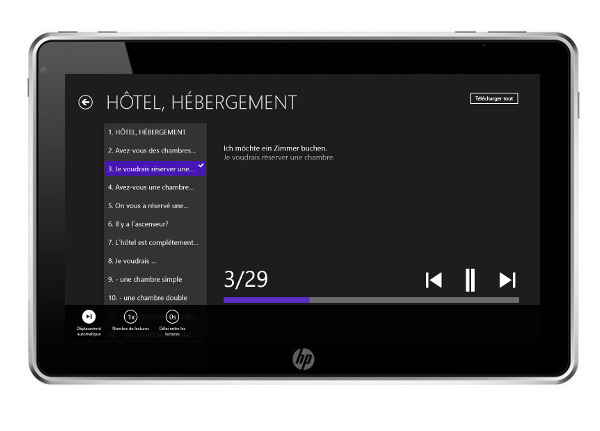 HÔTEL, HÉBERGEMENT
Télécharger tout
1. HÔTEL, HÉBERGEMENT
2. Avez-vous des chambres...
3. Je voudrais réserver une...
4. Avez-vous une chambre...
5. On vous a réservé une...
6. Il y a l'ascenseur?
7. L'hôtel est complètement...
8. Je voudrais ...
9. - une chambre simple
10. - une chambre double
Ich möchte ein Zimmer buchen.
Je voudrais réserver une chambre.
3/29
1x
0s
Déplacement
automatique
Nombre de lectures
Délai entre les
lectures
hp